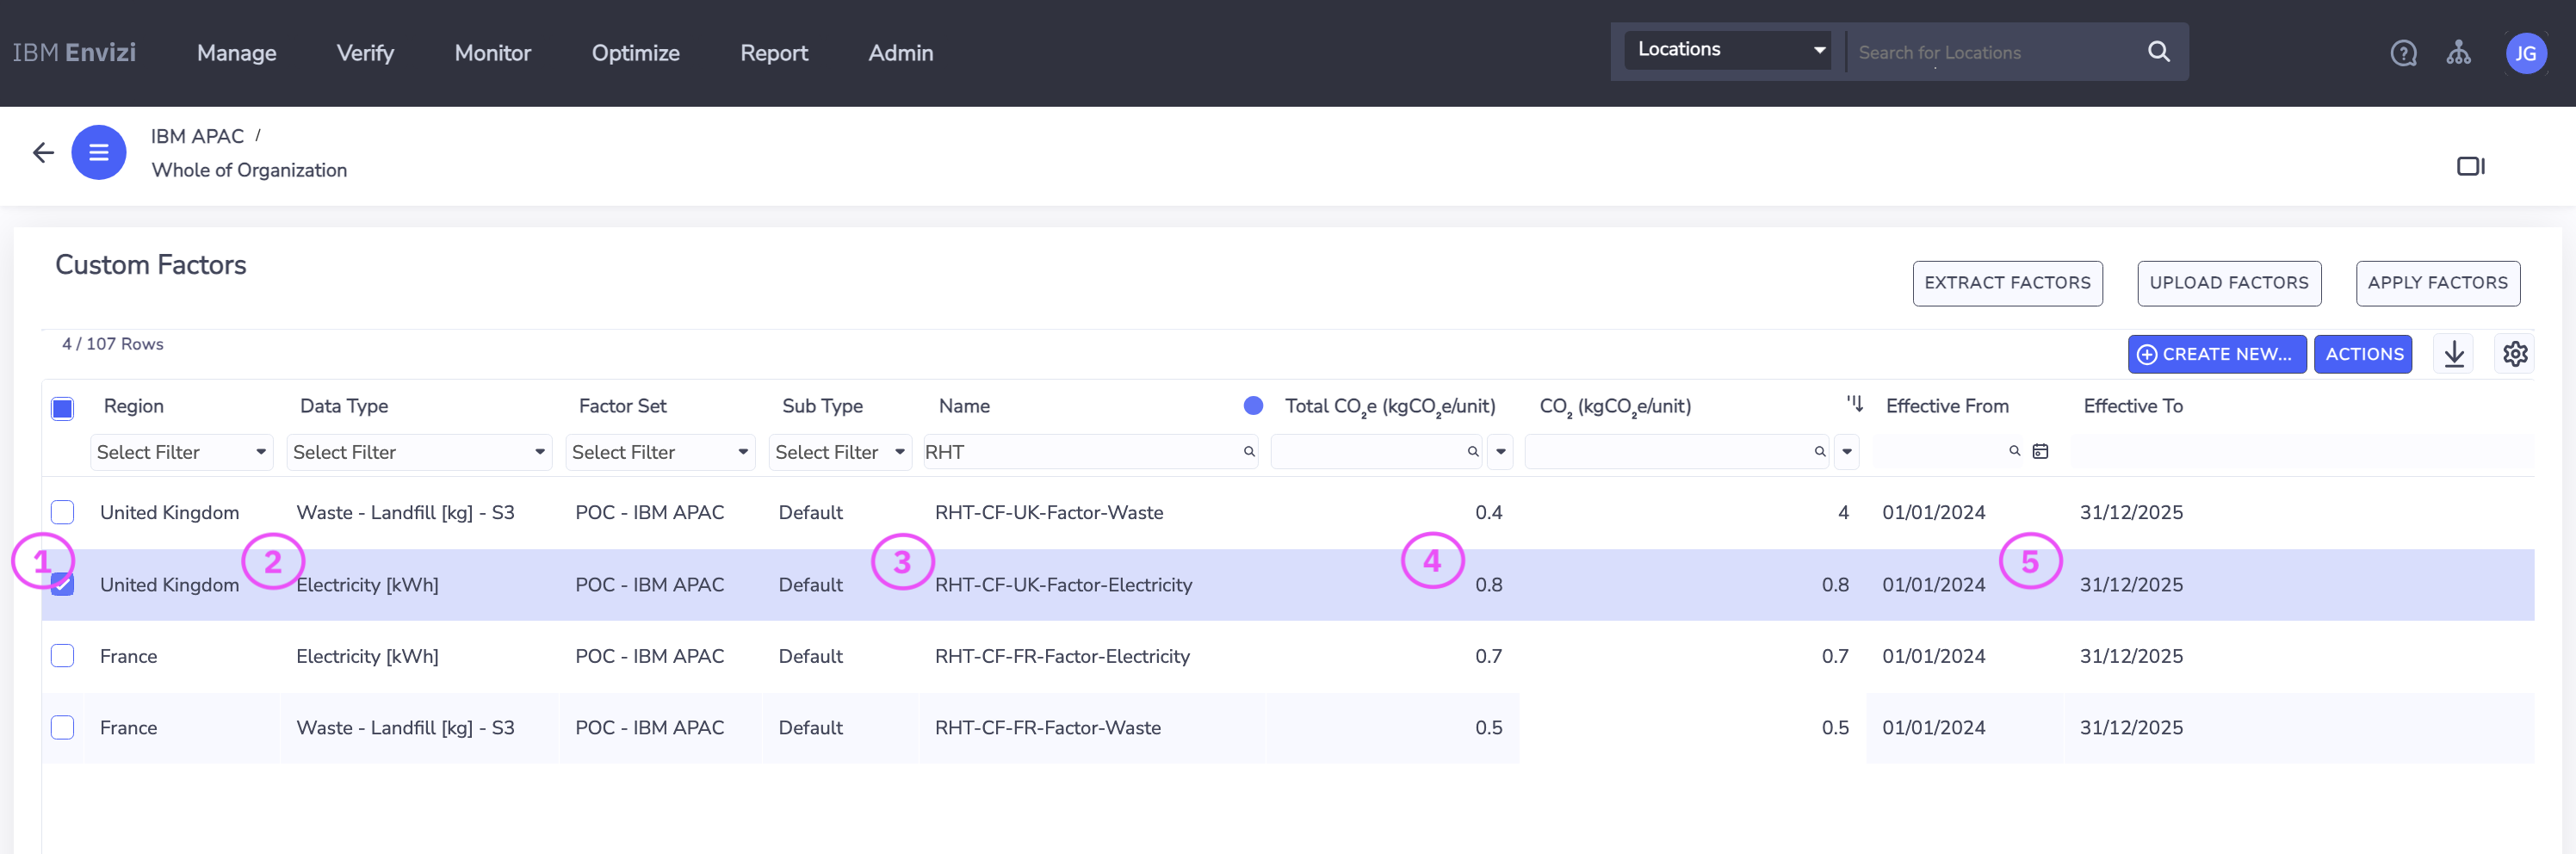 IBM Envizi Manage Verify Monitor Optimize Report Admin Locations Search for Locations JG
IBM APAC /
Whole of Organization
Custom Factors
EXTRACT FACTORS UPLOAD FACTORS APPLY FACTORS
4 / 107 Rows
CREATE NEW... ACTIONS
Region Data Type Factor Set Sub Type Name Total CO₂e (kgCO₂e/unit) CO₂ (kgCO₂e/unit) Effective From Effective To
Select Filter Select Filter Select Filter Select Filter RHT
United Kingdom Waste - Landfill [kg] - S3 POC - IBM APAC Default RHT-CF-UK-Factor-Waste 0.4 4 01/01/2024 31/12/2025
1 2 3 4 5
United Kingdom Electricity [kWh] POC - IBM APAC Default RHT-CF-UK-Factor-Electricity 0.8 0.8 01/01/2024 31/12/2025
France Electricity [kWh] POC - IBM APAC Default RHT-CF-FR-Factor-Electricity 0.7 0.7 01/01/2024 31/12/2025
France Waste - Landfill [kg] - S3 POC - IBM APAC Default RHT-CF-FR-Factor-Waste 0.5 0.5 01/01/2024 31/12/2025